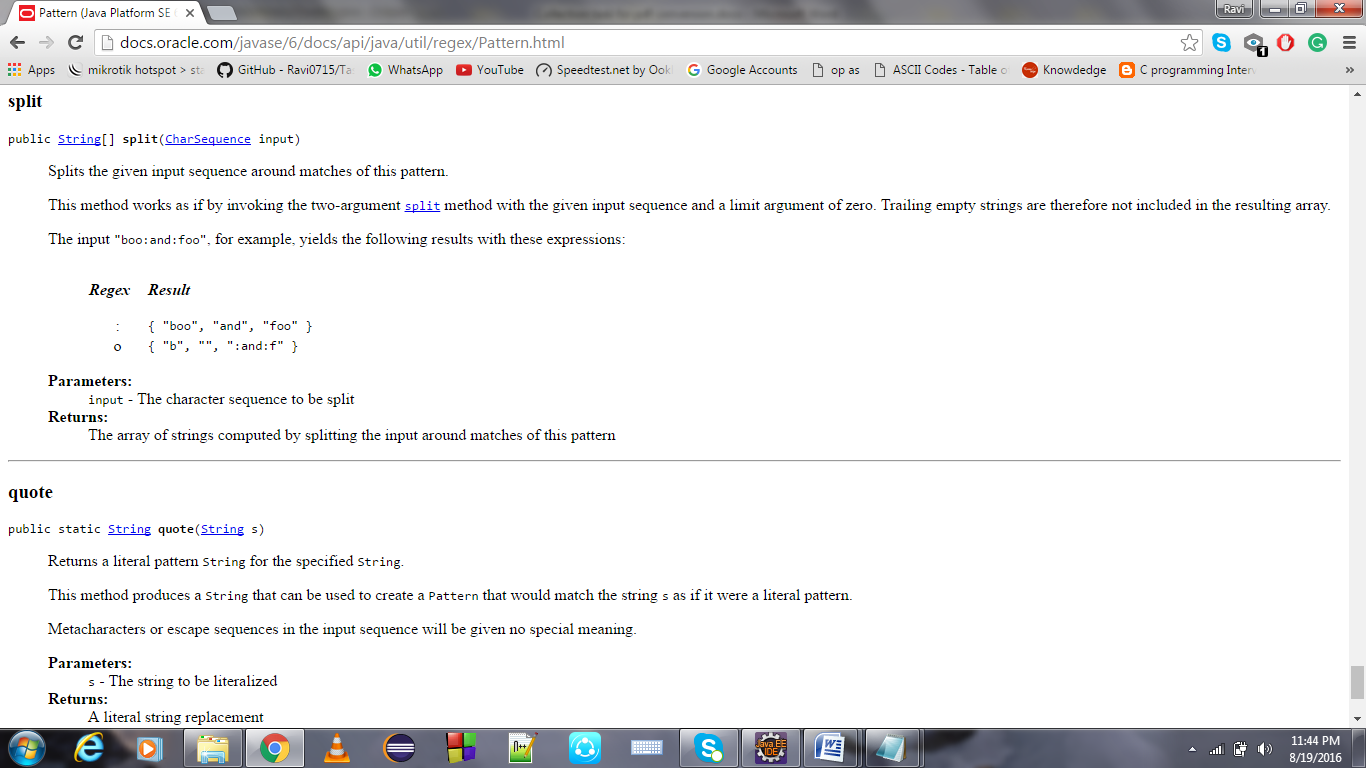 Pattern (Java Platform SE
Ravi
docs.oracle.com/javase/6/docs/api/java/util/regex/Pattern.html
1
Apps
mikrotik hotspot > sta
GitHub - Ravi0715/Ta
WhatsApp
YouTube
Speedtest.net by Ookl
Google Accounts
op as
ASCII Codes - Table o
Knowdedge
C programming Inter
»
split
public String[] split(CharSequence input)
Splits the given input sequence around matches of this pattern.
This method works as if by invoking the two-argument split method with the given input sequence and a limit argument of zero. Trailing empty strings are therefore not included in the resulting array.
The input "boo:and:foo", for example, yields the following results with these expressions:
Regex Result
: { "boo", "and", "foo" }
o { "b", "", ":and:f" }
Parameters:
input - The character sequence to be split
Returns:
The array of strings computed by splitting the input around matches of this pattern
quote
public static String quote(String s)
Returns a literal pattern String for the specified String.
This method produces a String that can be used to create a Pattern that would match the string s as if it were a literal pattern.
Metacharacters or escape sequences in the input sequence will be given no special meaning.
Parameters:
s - The string to be literalized
Returns:
A literal string replacement
Java EE
IDE
11:44 PM
8/19/2016